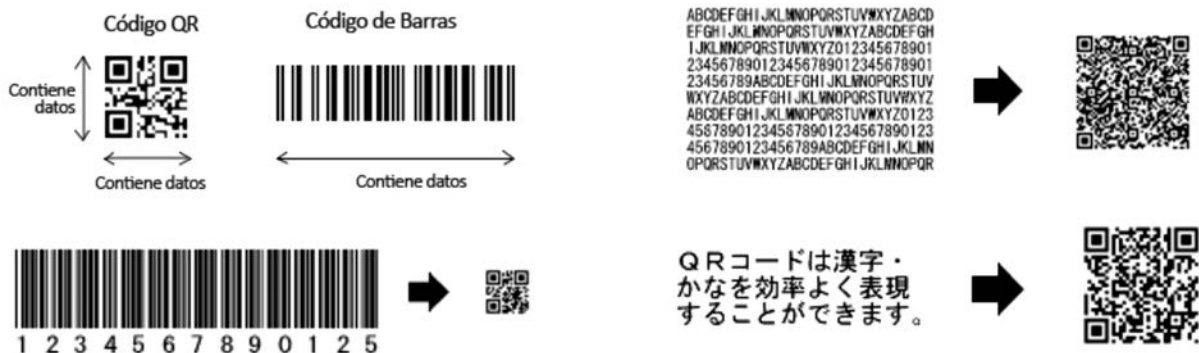 Código QR
Contiene
datos
Contiene datos
Código de Barras
Contiene datos
ABCDEFGHIJKLMNOPQRSTUVWXYZABCD
EFGHIJKLMNOPQRSTUVWXYZABCDEFGH
IJKLMNOPQRSTUVWXYZ012345678901
234567890123456789012345678901
23456789ABCDEFGHIJKLMNOPQRSTUV
WXYZABCDEFGHIJKLMNOPQRSTUVWXYZ
ABCDEFGHIJKLMNOPQRSTUVWXYZ0123
456789012345678901234567890123
4567890123456789ABCDEFGHIJKLMN
OPQRSTUVWXYZABCDEFGHIJKLMNOPQR
1 2 3 4 5 6 7 8 9 0 1 2 5
QRコードは漢字・
かなを効率よく表現
することができます。